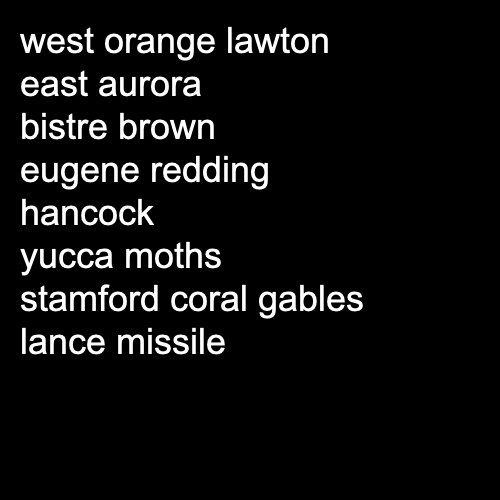 west orange lawton
east aurora
bistre brown
eugene redding
hancock
yucca moths
stamford coral gables
lance missile